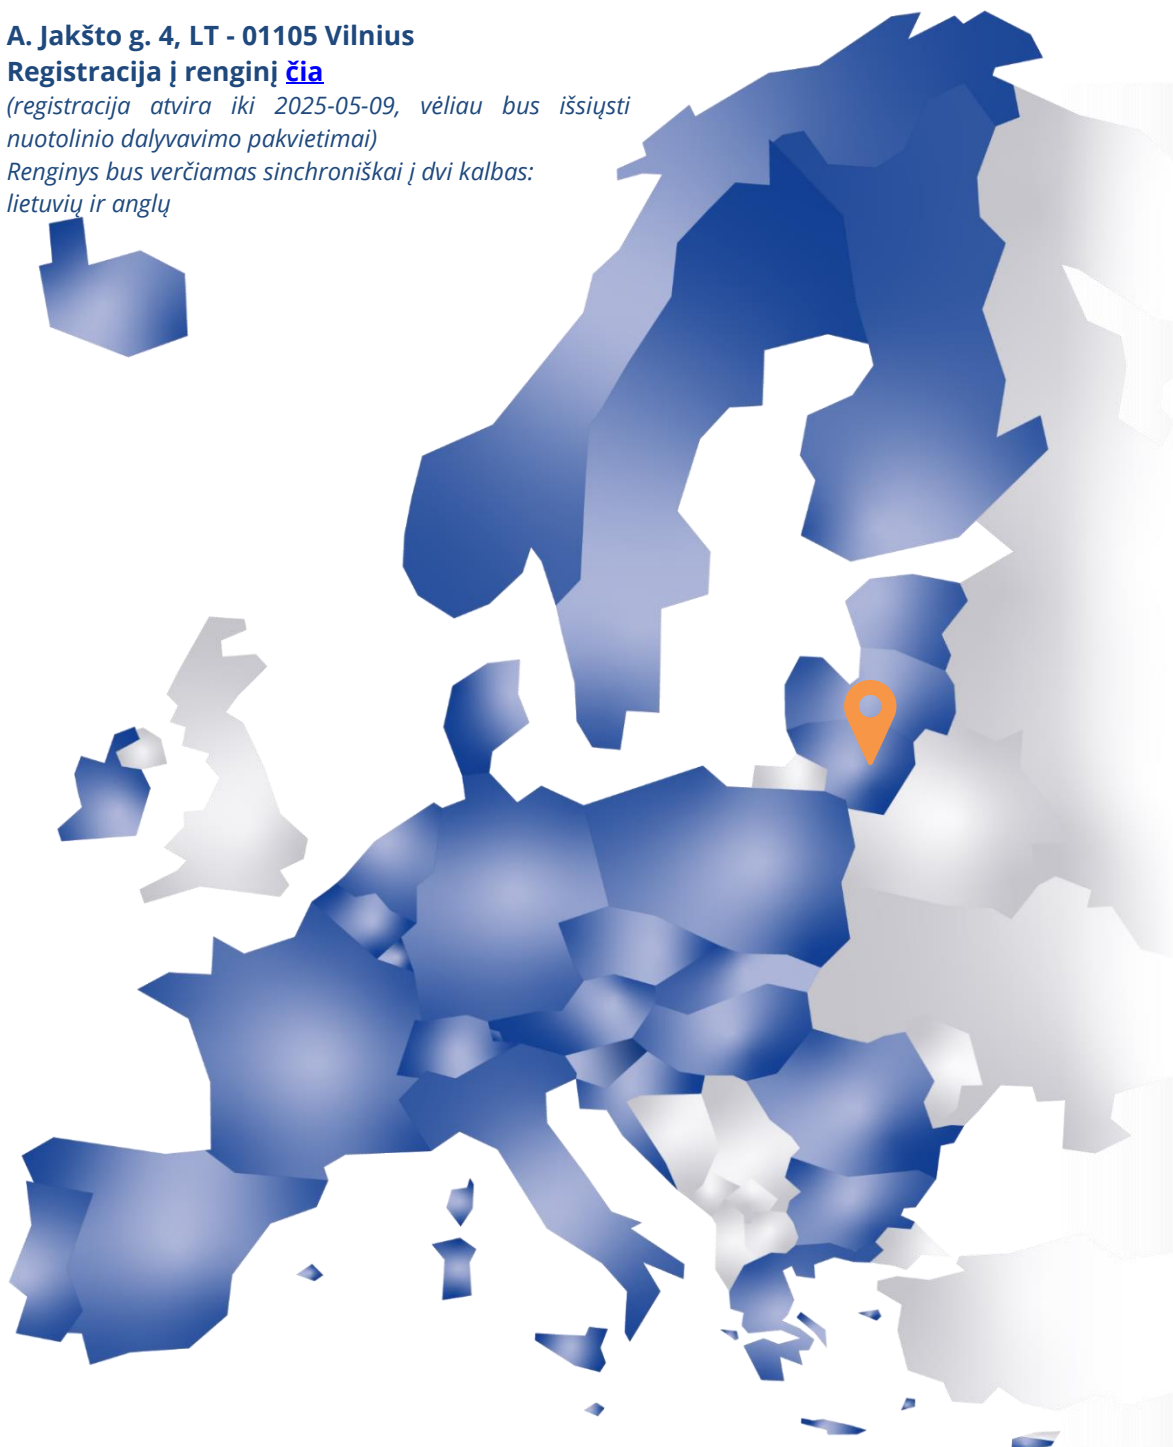 A. Jakšto g. 4, LT - 01105 Vilnius
Registracija į renginį čia
(registracija atvira iki 2025-05-09, vėliau bus išsiųsti
nuotolinio dalyvavimo pakvietimai)
Renginys bus verčiamas sinchroniškai į dvi kalbas:
lietuvių ir anglų